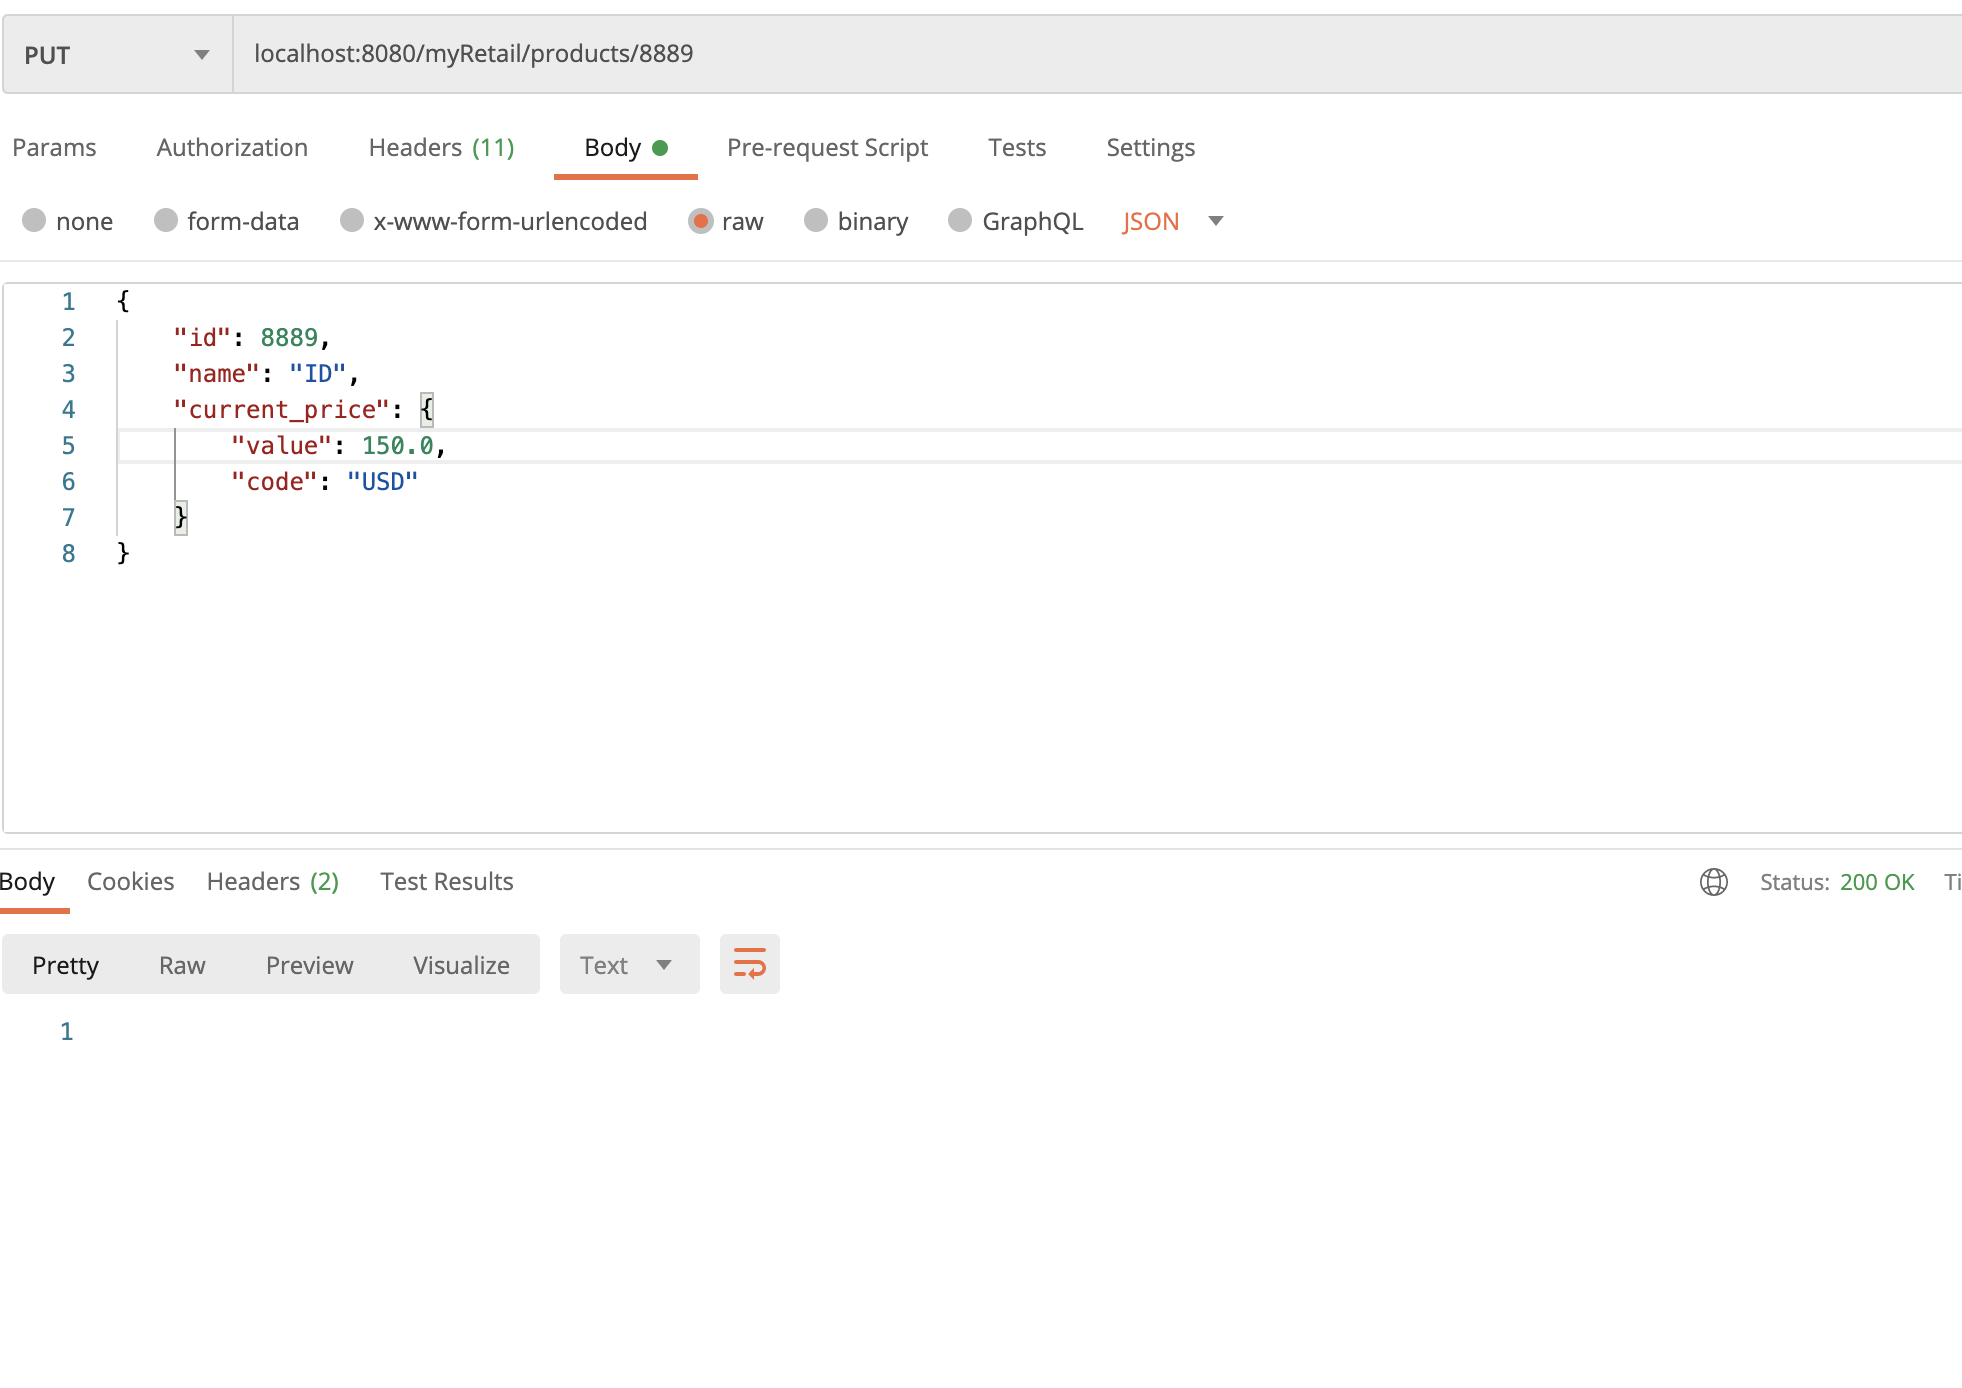 PUT localhost:8080/myRetail/products/8889
Params Authorization Headers (11) Body Pre-request Script Tests Settings
none form-data x-www-form-urlencoded raw binary GraphQL JSON
1 {
2 "id": 8889,
3 "name": "ID",
4 "current_price": {
5 "value": 150.0,
6 "code": "USD"
7 }
8 }
Body Cookies Headers (2) Test Results Status: 200 OK Ti
Pretty Raw Preview Visualize Text
1